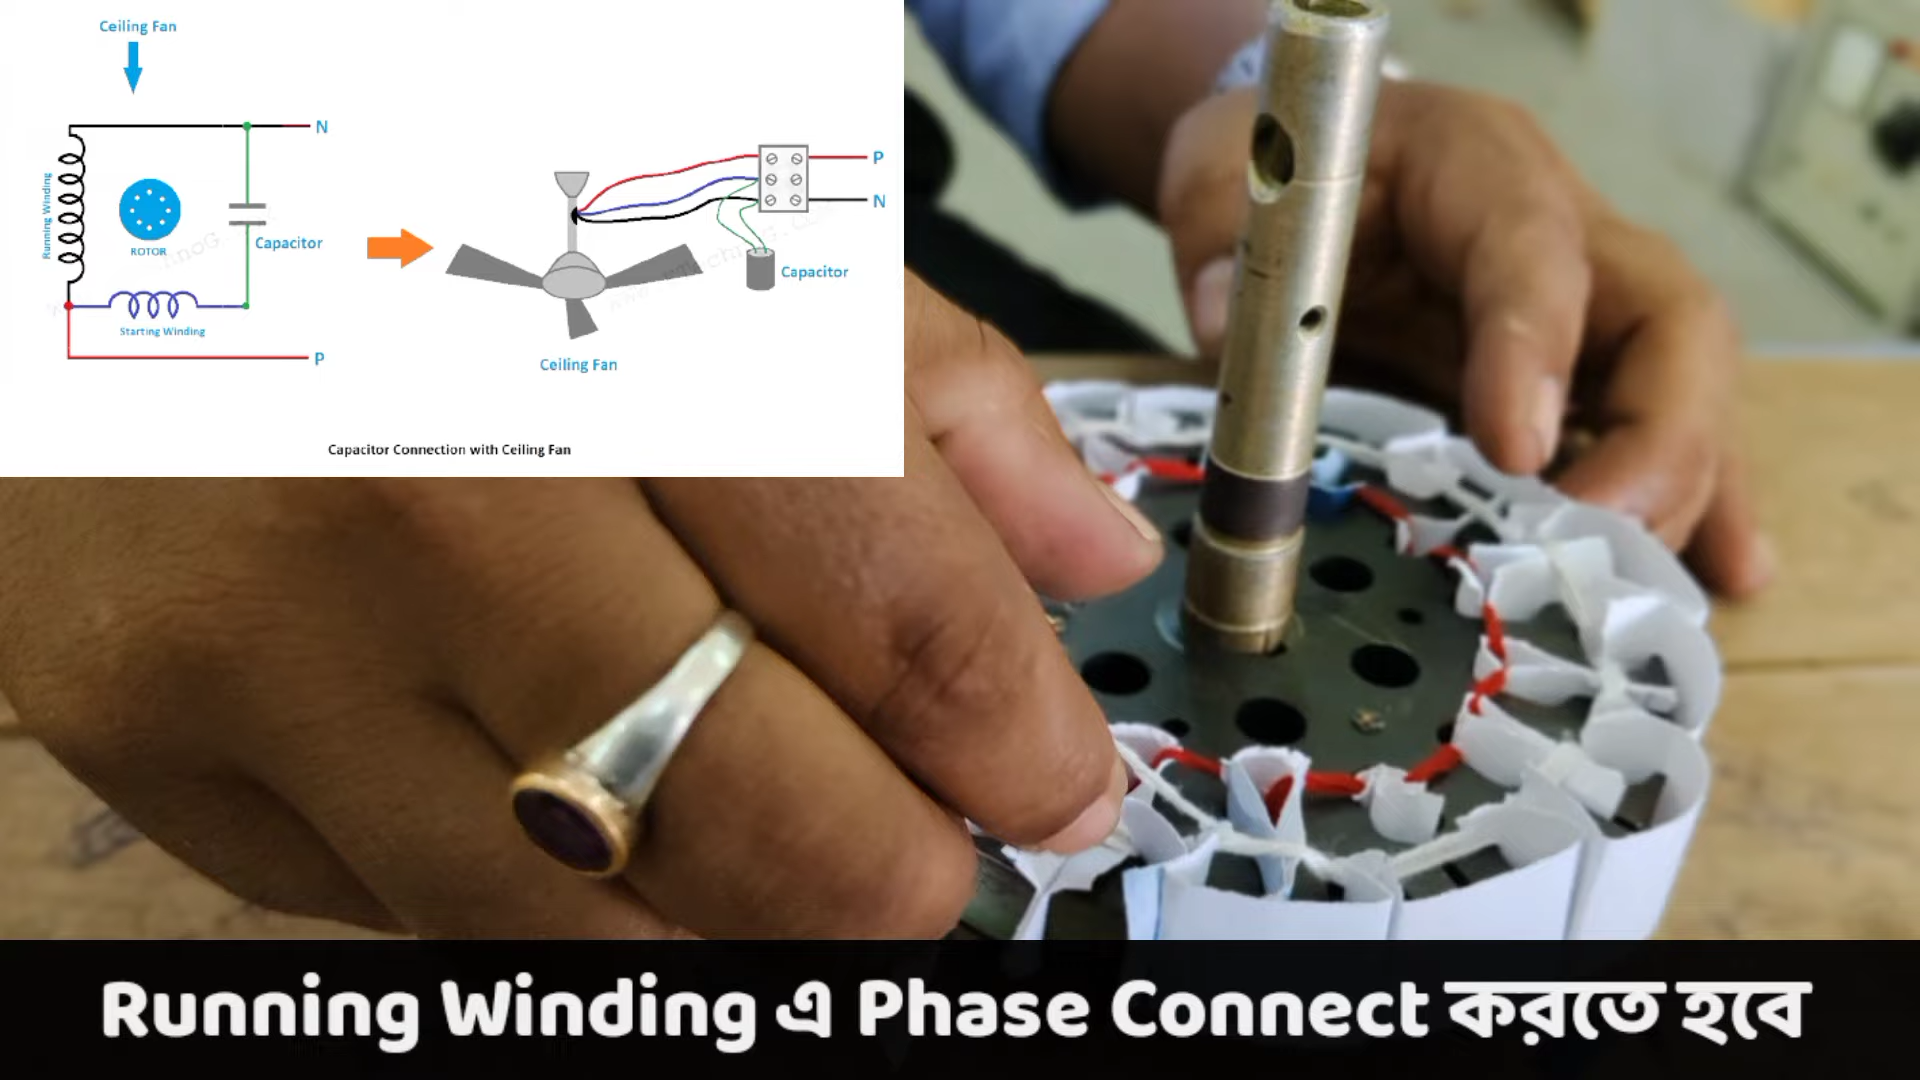 Ceiling Fan
N
Running Winding
ROTOR
Capacitor
Starting Winding
P
P
N
Capacitor
Ceiling Fan
Capacitor Connection with Ceiling Fan
Running Winding এ Phase Connect করতে হবে